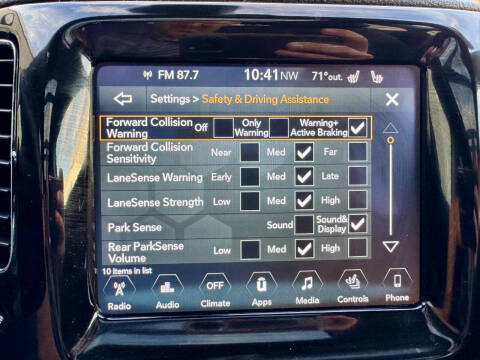 FM 87.7 10:41 NW 71°out.
Settings > Safety & Driving Assistance
Forward Collision Warning Off Only Warning Warning+ Active Braking
Forward Collision Sensitivity Near Med Far
LaneSense Warning Early Med Late
LaneSense Strength Low Med High
Park Sense Sound Sound& Display
Rear ParkSense Volume Low Med High
10 items in list
OFF
Radio Audio Climate Apps Media Controls Phone